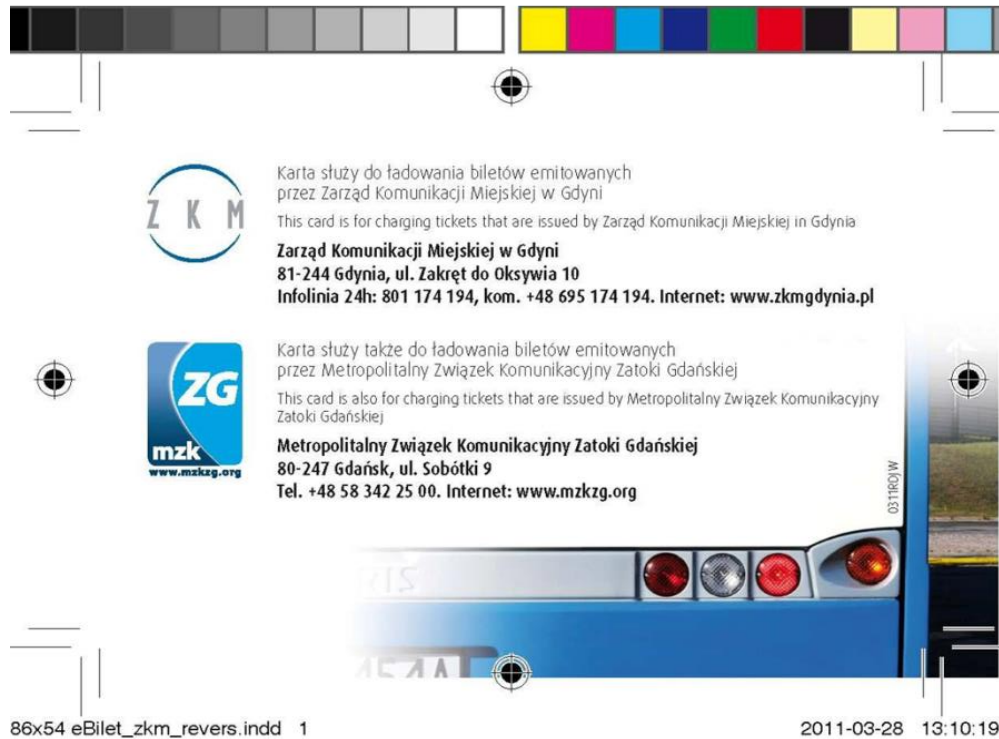 Z K M
Karta służy do ładowania biletów emitowanych
przez Zarząd Komunikacji Miejskiej w Gdyni
This card is for charging tickets that are issued by Zarząd Komunikacji Miejskiej in Gdynia
Zarząd Komunikacji Miejskiej w Gdyni
81-244 Gdynia, ul. Zakręt do Oksywia 10
Infolinia 24h: 801 174 194, kom. +48 695 174 194. Internet: www.zkmgdynia.pl
ZG
mzk
www.mzkzg.org
Karta służy także do ładowania biletów emitowanych
przez Metropolitalny Związek Komunikacyjny Zatoki Gdańskiej
This card is also for charging tickets that are issued by Metropolitalny Związek Komunikacyjny
Zatoki Gdańskiej
Metropolitalny Związek Komunikacyjny Zatoki Gdańskiej
80-247 Gdańsk, ul. Sobótki 9
Tel. +48 58 342 25 00. Internet: www.mzkzg.org
0311RDJW
86x54 eBilet_zkm_revers.indd 1
2011-03-28 13:10:19